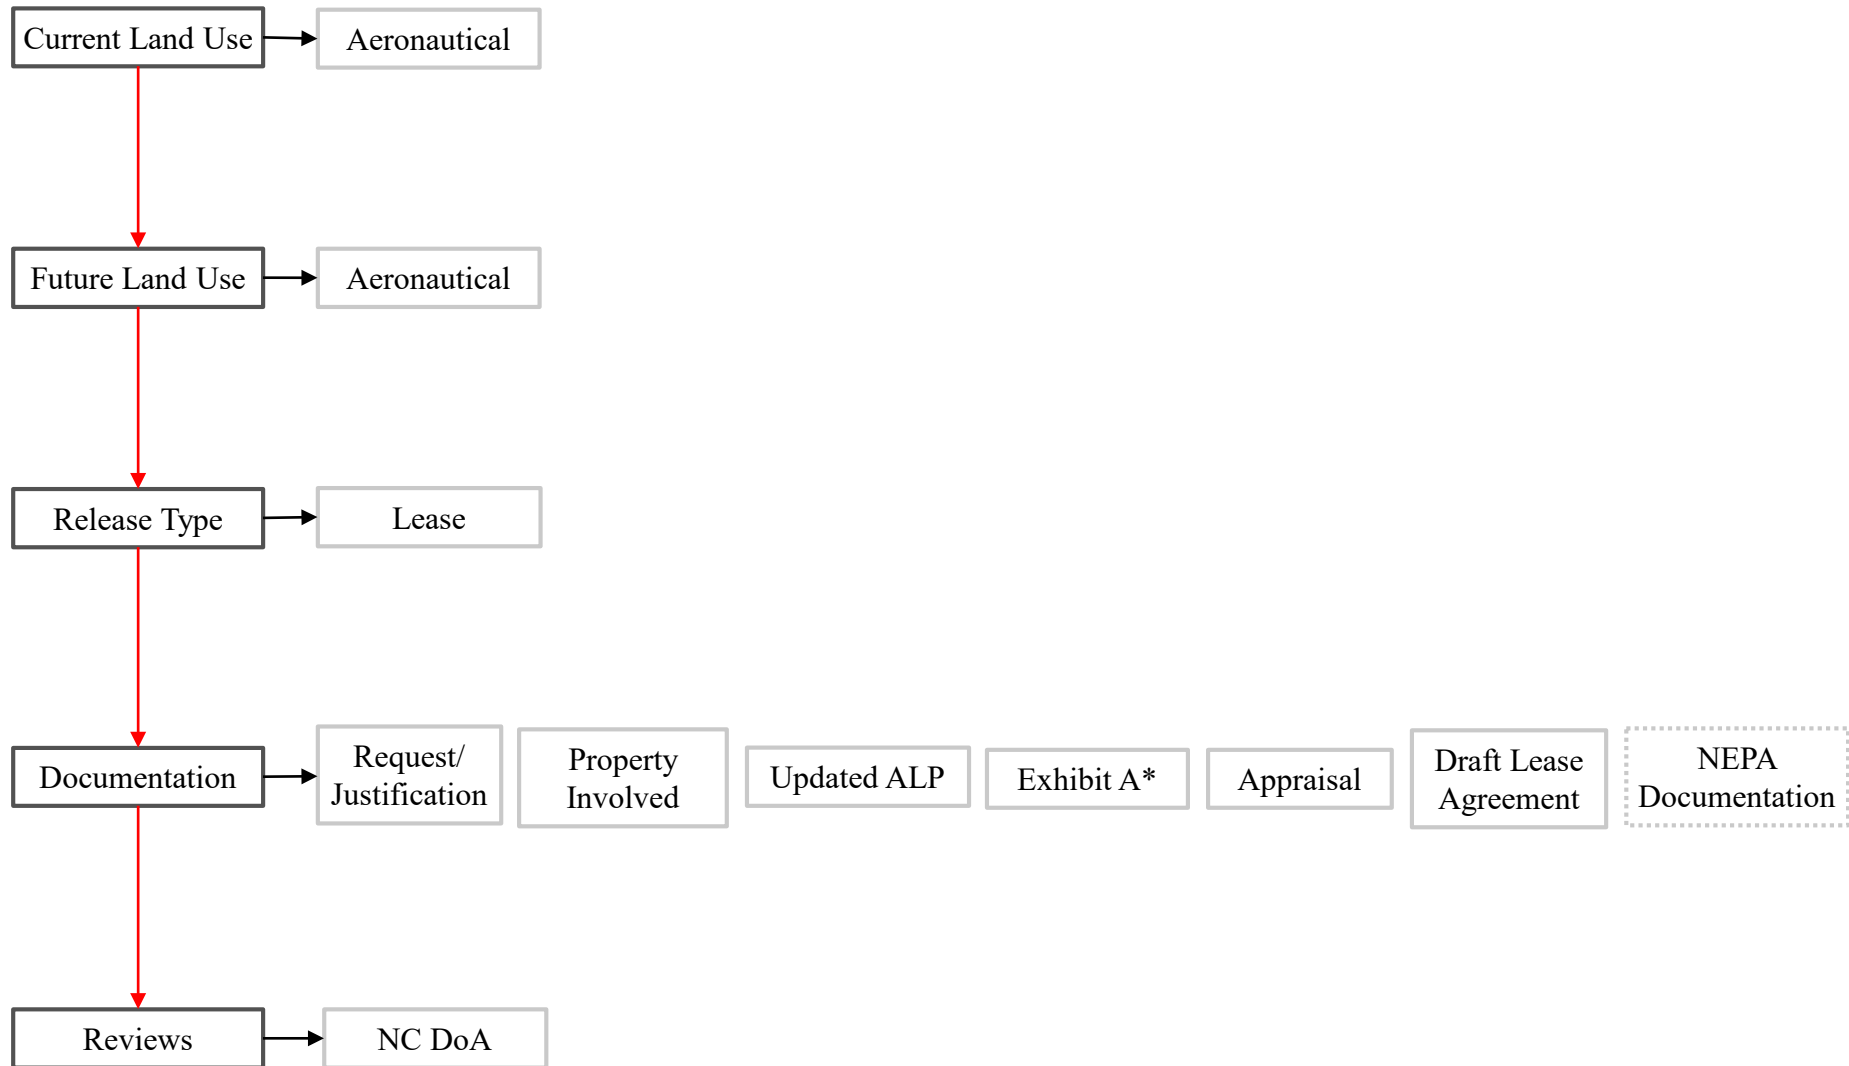 Current Land Use
Aeronautical
Future Land Use
Aeronautical
Release Type
Lease
Documentation
Request/
Justification
Property
Involved
Updated ALP
Exhibit A*
Appraisal
Draft Lease
Agreement
NEPA
Documentation
Reviews
NC DoA